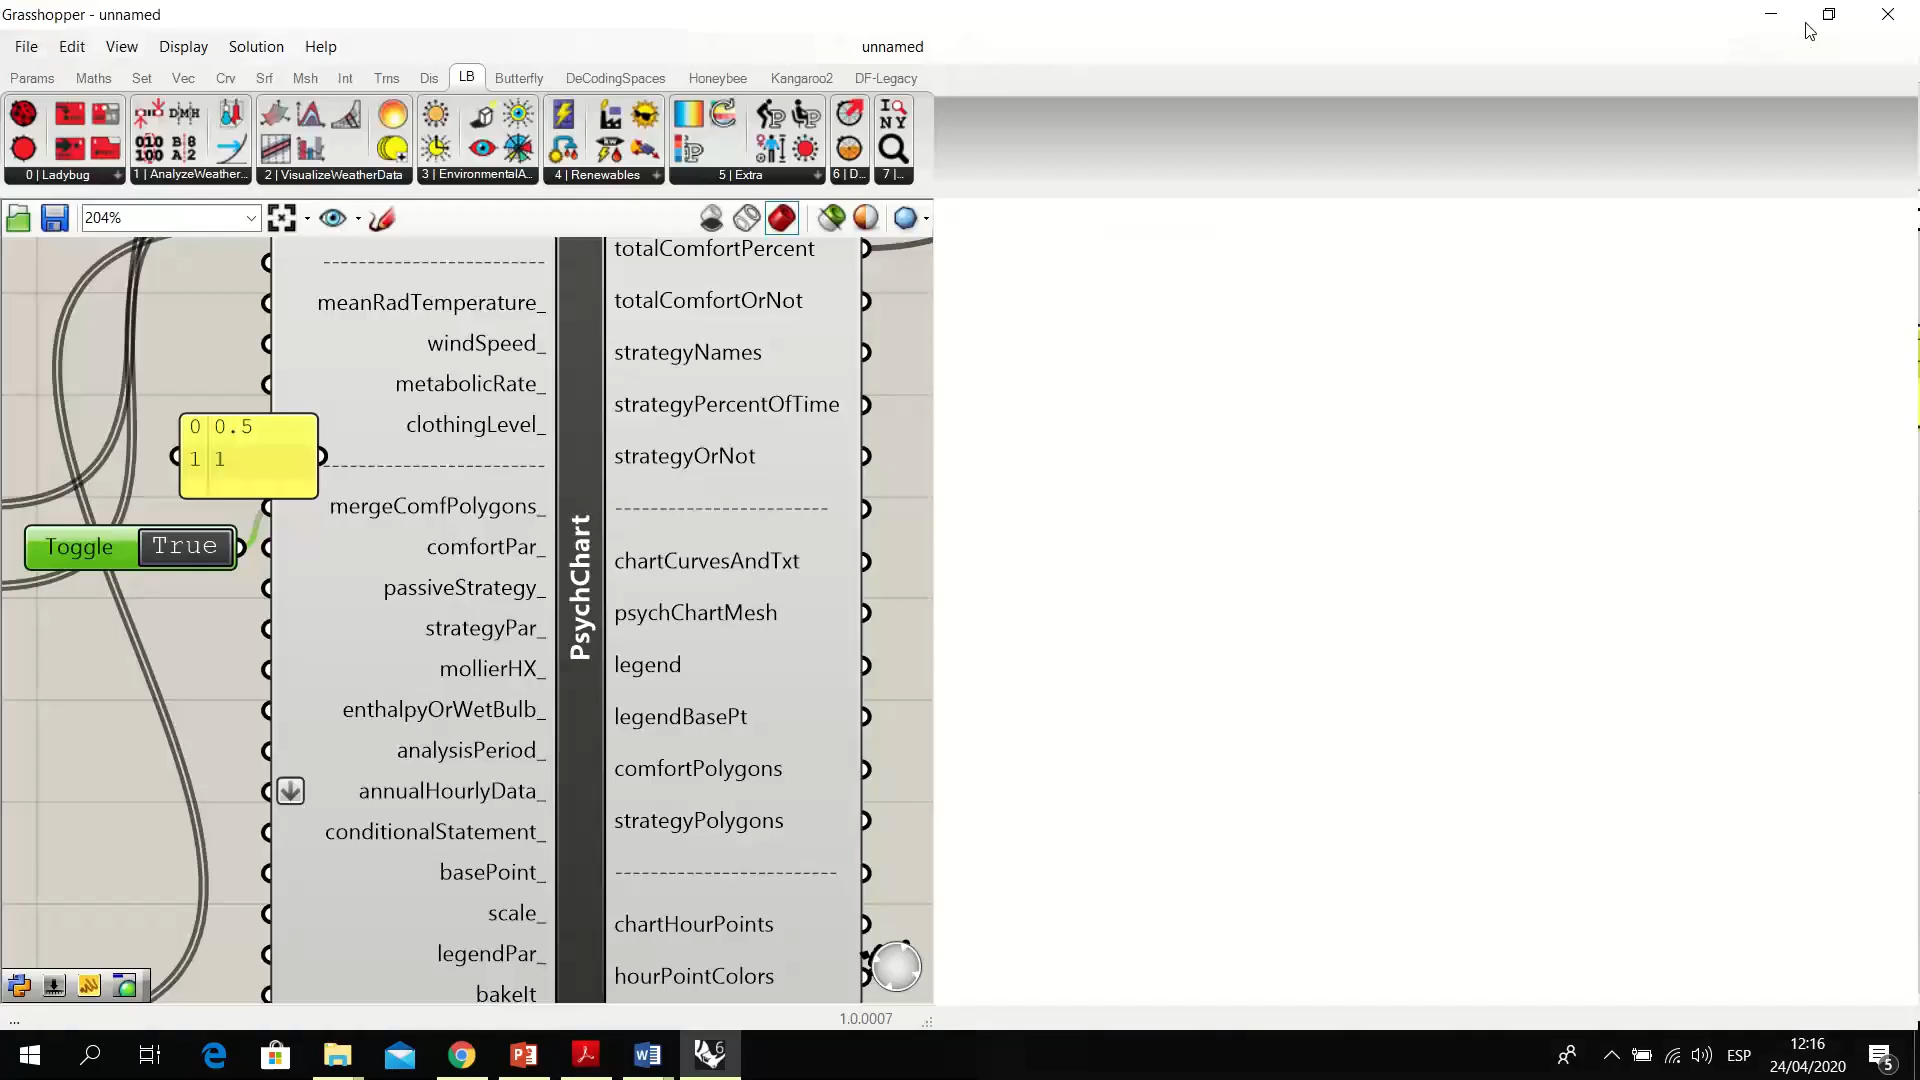 Grasshopper - unnamed
File Edit View Display Solution Help unnamed
Params Maths Set Vec Crv Srf Msh Int Trns Dis LB Butterfly DeCodingSpaces Honeybee Kangaroo2 DF-Legacy
0 | Ladybug 1 | AnalyzeWeather... 2 | VisualizeWeatherData 3 | EnvironmentalA... 4 | Renewables 5 | Extra 6 | D... 7 |...
204%
totalComfortPercent
meanRadTemperature_ totalComfortOrNot
windSpeed_ strategyNames
metabolicRate_ strategyPercentOfTime
clothingLevel_
0 0.5
1 1
strategyOrNot
mergeComfPolygons_
Toggle True
comfortPar_ chartCurvesAndTxt
passiveStrategy_ psychChartMesh
PsychChart
strategyPar_
mollierHX_ legend
enthalpyOrWetBulb_ legendBasePt
analysisPeriod_ comfortPolygons
annualHourlyData_
conditionalStatement_ strategyPolygons
basePoint_
scale_ chartHourPoints
legendPar_
bakeIt_ hourPointColors
... 1.0.0007
ESP
12:16
24/04/2020
5